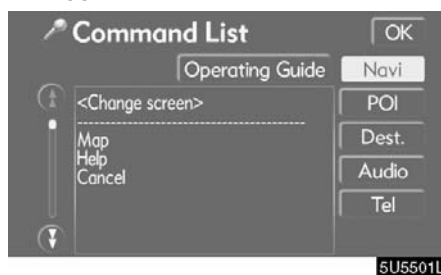 Command List
OK
Operating Guide
Navi
<Change screen>
POI
Map
Dest.
Help
Cancel
Audio
Tel
5U5501L